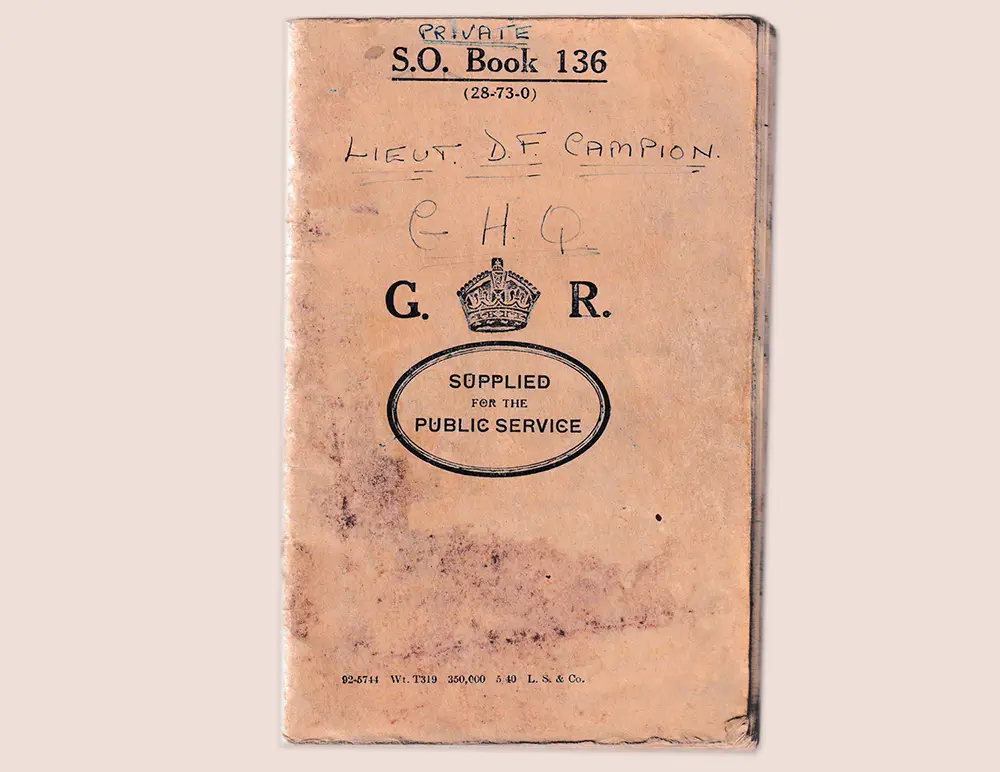 PRIVATE
S.O. Book 136
(28-73-0)
LIEUT. D.F. CAMPION.
G H. Q.
G. R.
SUPPLIED
FOR THE
PUBLIC SERVICE
92-5744 Wt. T319 350,000 5/40 L. S. & Co.